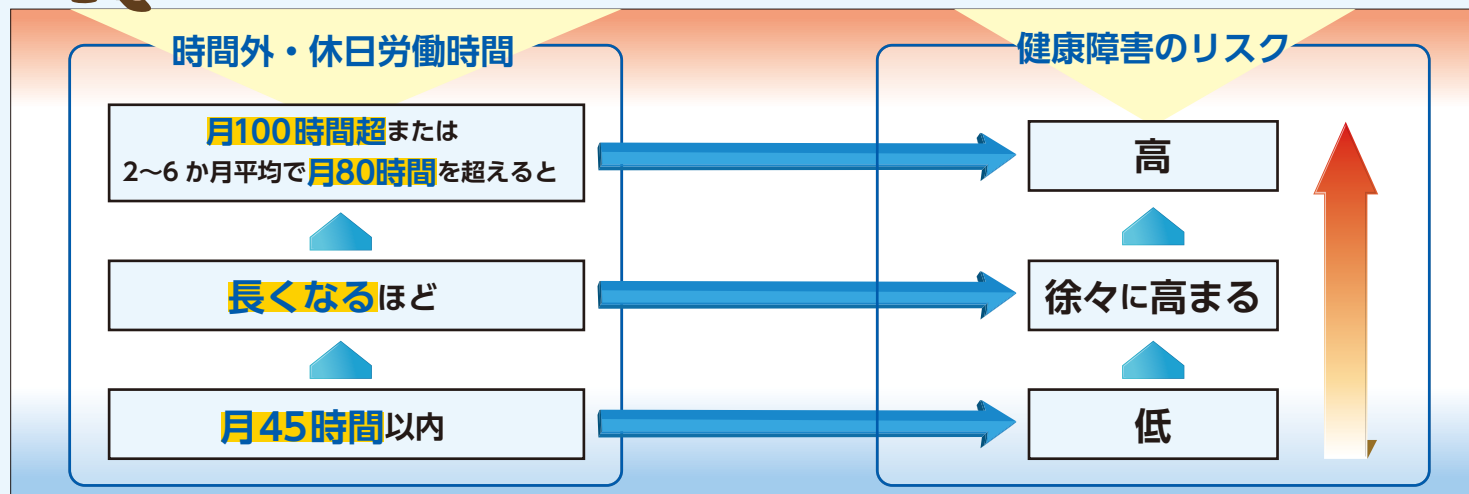 時間外・休日労働時間
健康障害のリスク
月100時間超または
2〜6か月平均で月80時間を超えると
高
長くなるほど
徐々に高まる
月45時間以内
低